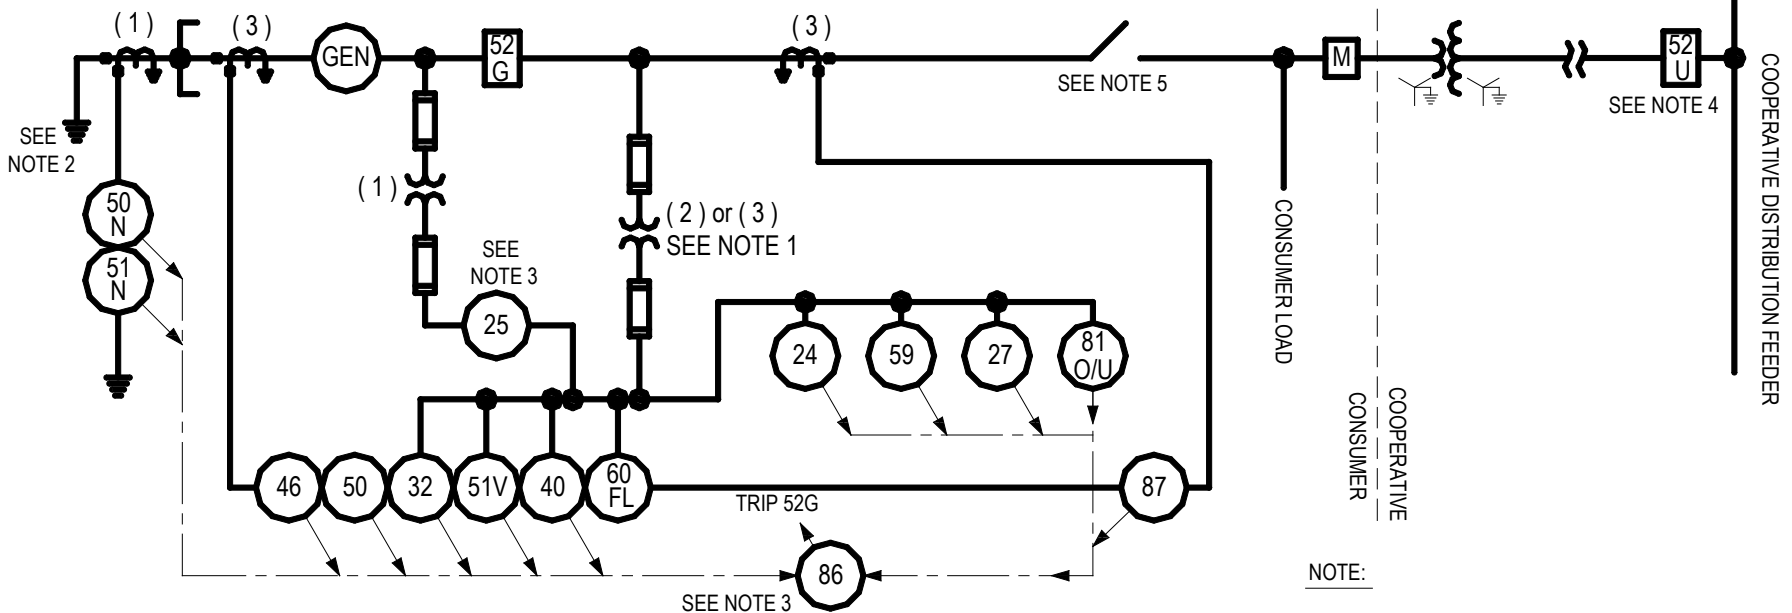 ( 1 )
( 3 )
GEN
52
G
( 3 )
SEE NOTE 5
M
52
U
SEE NOTE 4
COOPERATIVE DISTRIBUTION FEEDER
SEE
NOTE 2
50
N
51
N
( 1 )
SEE
NOTE 3
25
( 2 ) or ( 3 )
SEE NOTE 1
CONSUMER LOAD
24
59
27
81
O/U
CONSUMER
COOPERATIVE
46
50
32
51V
40
60
FL
TRIP 52G
87
86
SEE NOTE 3
NOTE: